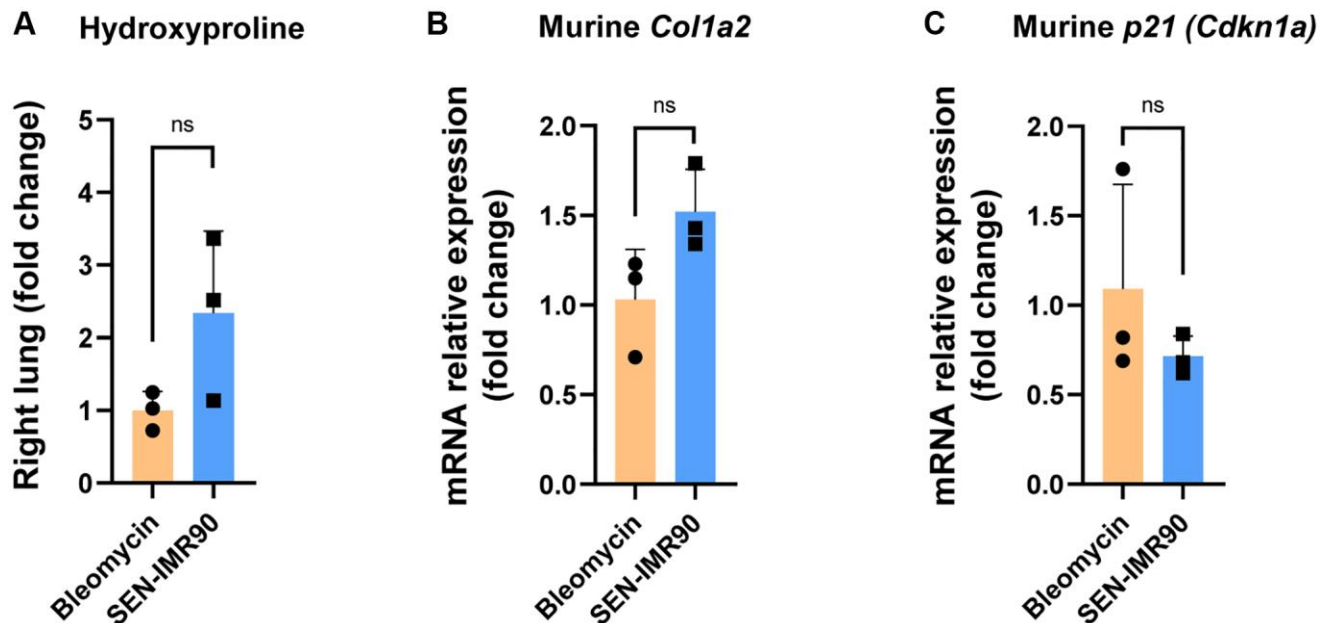 A Hydroxyproline
Right lung (fold change)
5
4
3
2
1
0
ns
Bleomycin
SEN-IMR90
B Murine Col1a2
mRNA relative expression
(fold change)
2.0
1.5
1.0
0.5
0.0
ns
Bleomycin
SEN-IMR90
C Murine p21 (Cdkn1a)
mRNA relative expression
(fold change)
2.0
1.5
1.0
0.5
0.0
ns
Bleomycin
SEN-IMR90